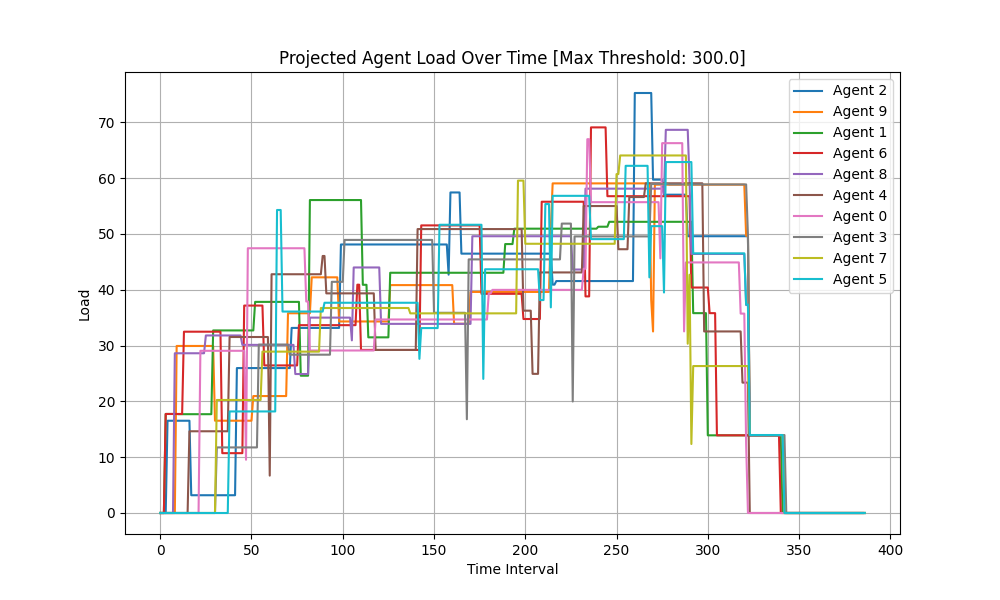 Projected Agent Load Over Time [Max Threshold: 300.0]
Load
70
60
50
40
30
20
10
0
0 50 100 150 200 250 300 350 400
Time Interval
Agent 2
Agent 9
Agent 1
Agent 6
Agent 8
Agent 4
Agent 0
Agent 3
Agent 7
Agent 5